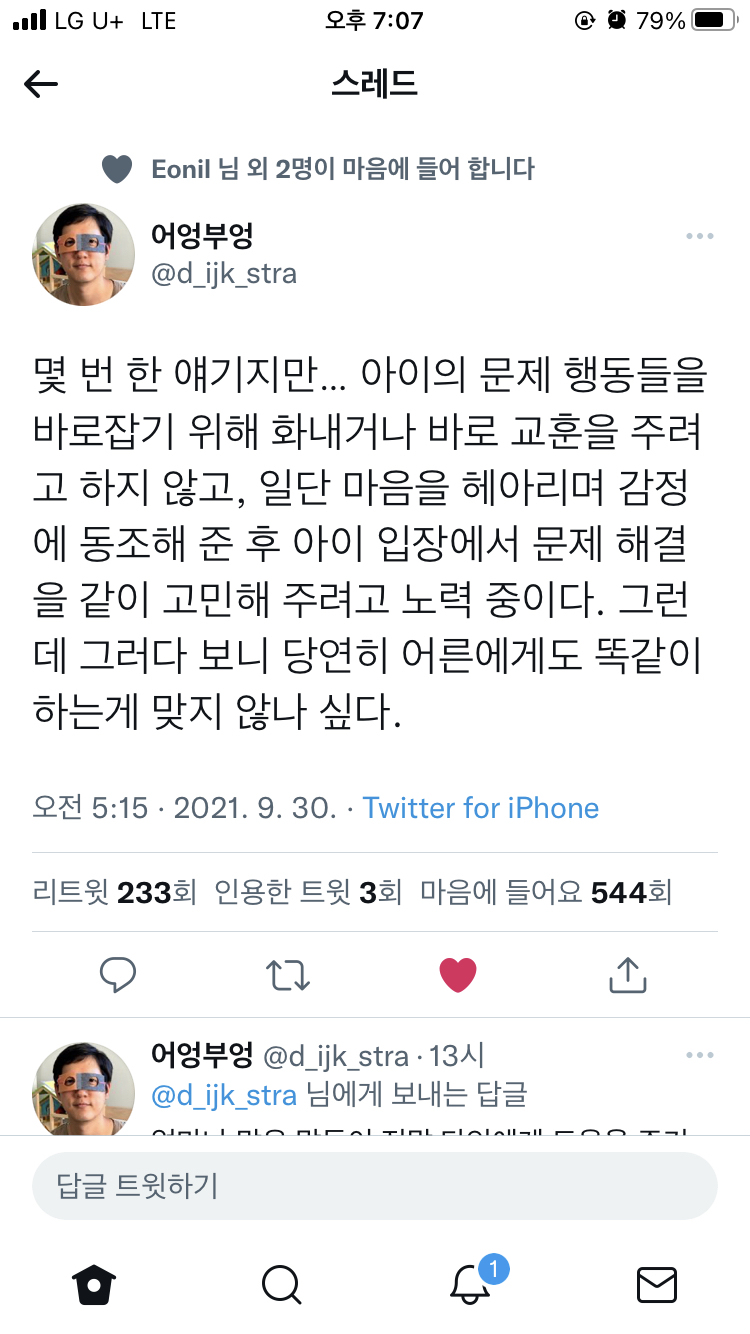 LG U+ LTE 오후 7:07 79%
스레드
Eonil 님 외 2명이 마음에 들어 합니다
어엉부엉
@d_ijk_stra
몇 번 한 얘기지만... 아이의 문제 행동들을
바로잡기 위해 화내거나 바로 교훈을 주려
고 하지 않고, 일단 마음을 헤아리며 감정
에 동조해 준 후 아이 입장에서 문제 해결
을 같이 고민해 주려고 노력 중이다. 그런
데 그러다 보니 당연히 어른에게도 똑같이
하는게 맞지 않나 싶다.
오전 5:15 · 2021. 9. 30. · Twitter for iPhone
리트윗 233회 인용한 트윗 3회 마음에 들어요 544회
어엉부엉 @d_ijk_stra · 13시
@d_ijk_stra 님에게 보내는 답글
답글 트윗하기
1